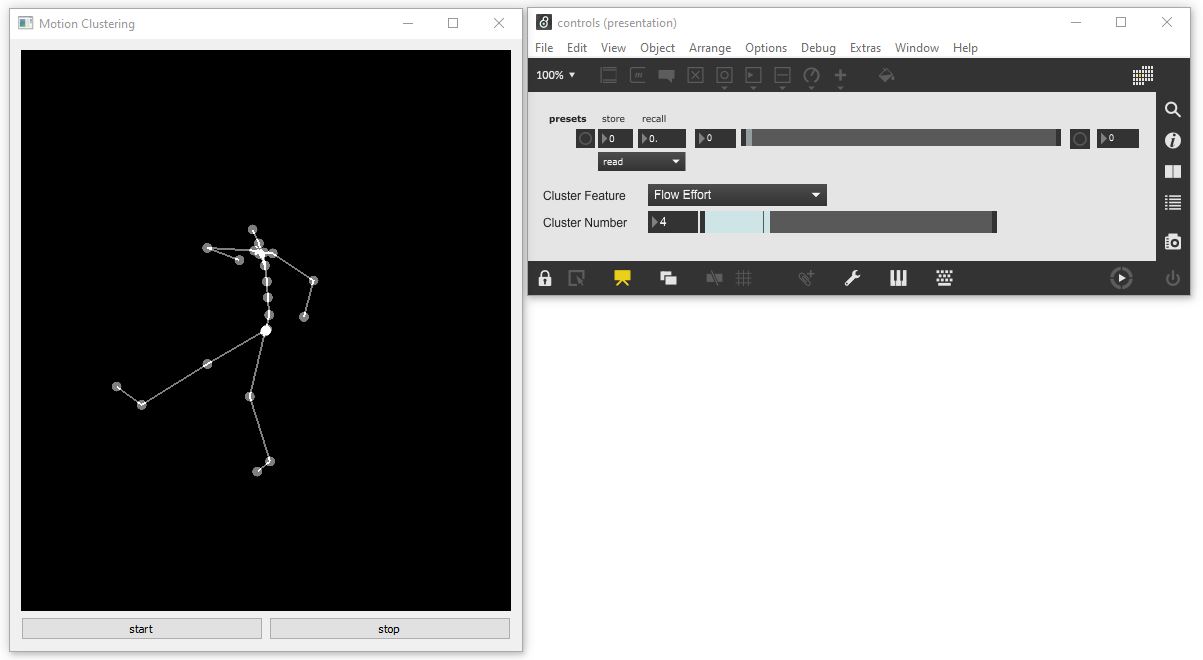 Motion Clustering
start
stop
controls (presentation)
File Edit View Object Arrange Options Debug Extras Window Help
100%
presets store recall
0 0. 0 0
read
Cluster Feature Flow Effort
Cluster Number 4